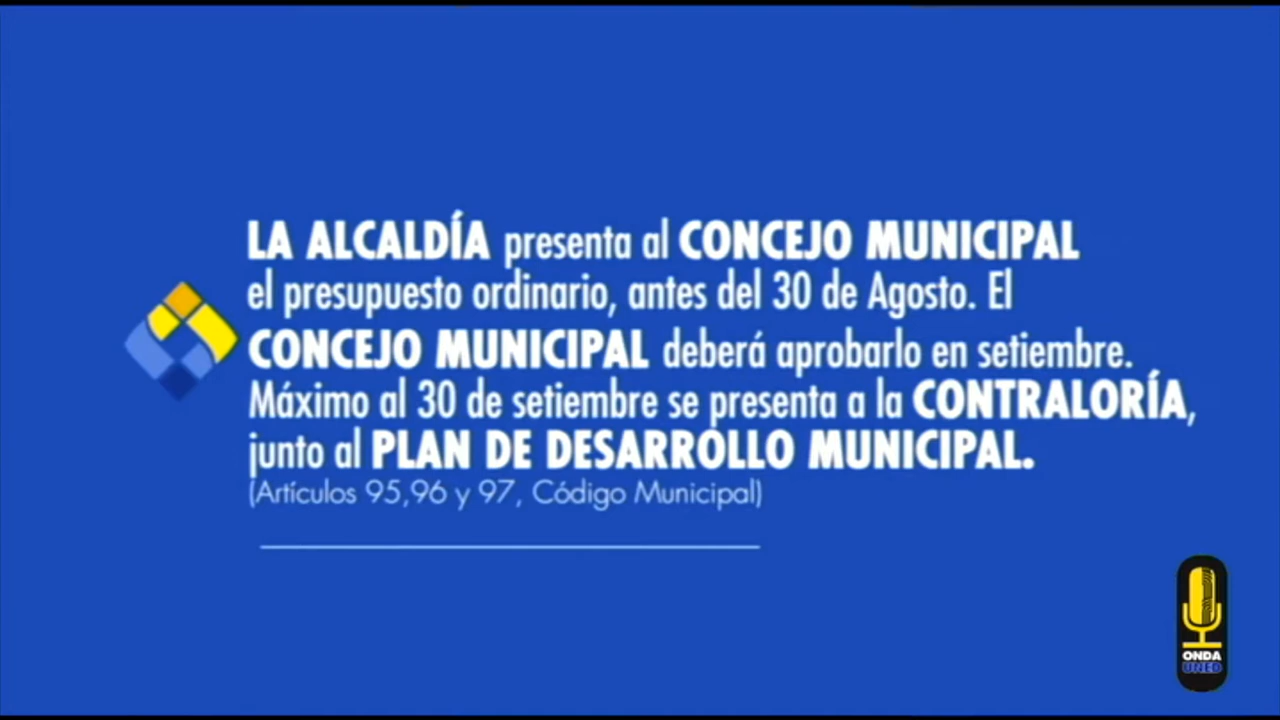 LA ALCALDÍA presenta al CONCEJO MUNICIPAL
el presupuesto ordinario, antes del 30 de Agosto. El
CONCEJO MUNICIPAL deberá aprobarlo en setiembre.
Máximo al 30 de setiembre se presenta a la CONTRALORÍA,
junto al PLAN DE DESARROLLO MUNICIPAL.
(Artículos 95,96 y 97, Código Municipal)
ONDA
UNED